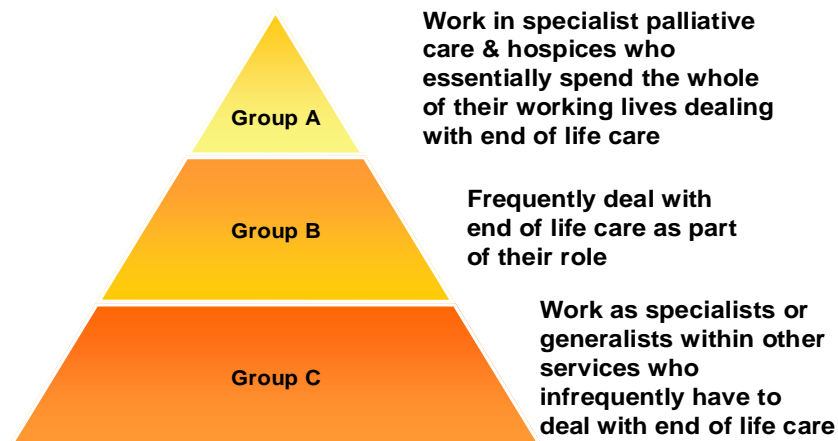 Work in specialist palliative
care & hospices who
essentially spend the whole
of their working lives dealing
with end of life care
Group A
Frequently deal with
end of life care as part
of their role
Group B
Work as specialists or
generalists within other
services who
infrequently have to
deal with end of life care
Group C